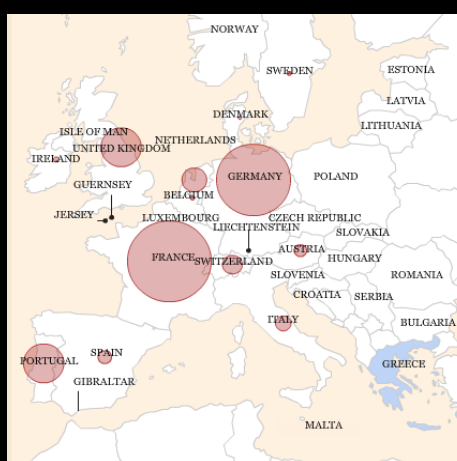 NORWAY
SWEDEN
ESTONIA
LATVIA
DENMARK
LITHUANIA
ISLE OF MAN
NETHERLANDS
UNITED KINGDOM
IRELAND
GERMANY
POLAND
GUERNSEY
BELGIUM
JERSEY
LUXEMBOURG
CZECH REPUBLIC
LIECHTENSTEIN
SLOVAKIA
AUSTRIA
FRANCE
SWITZERLAND
HUNGARY
SLOVENIA
ROMANIA
CROATIA
SERBIA
ITALY
BULGARIA
SPAIN
PORTUGAL
GREECE
GIBRALTAR
MALTA